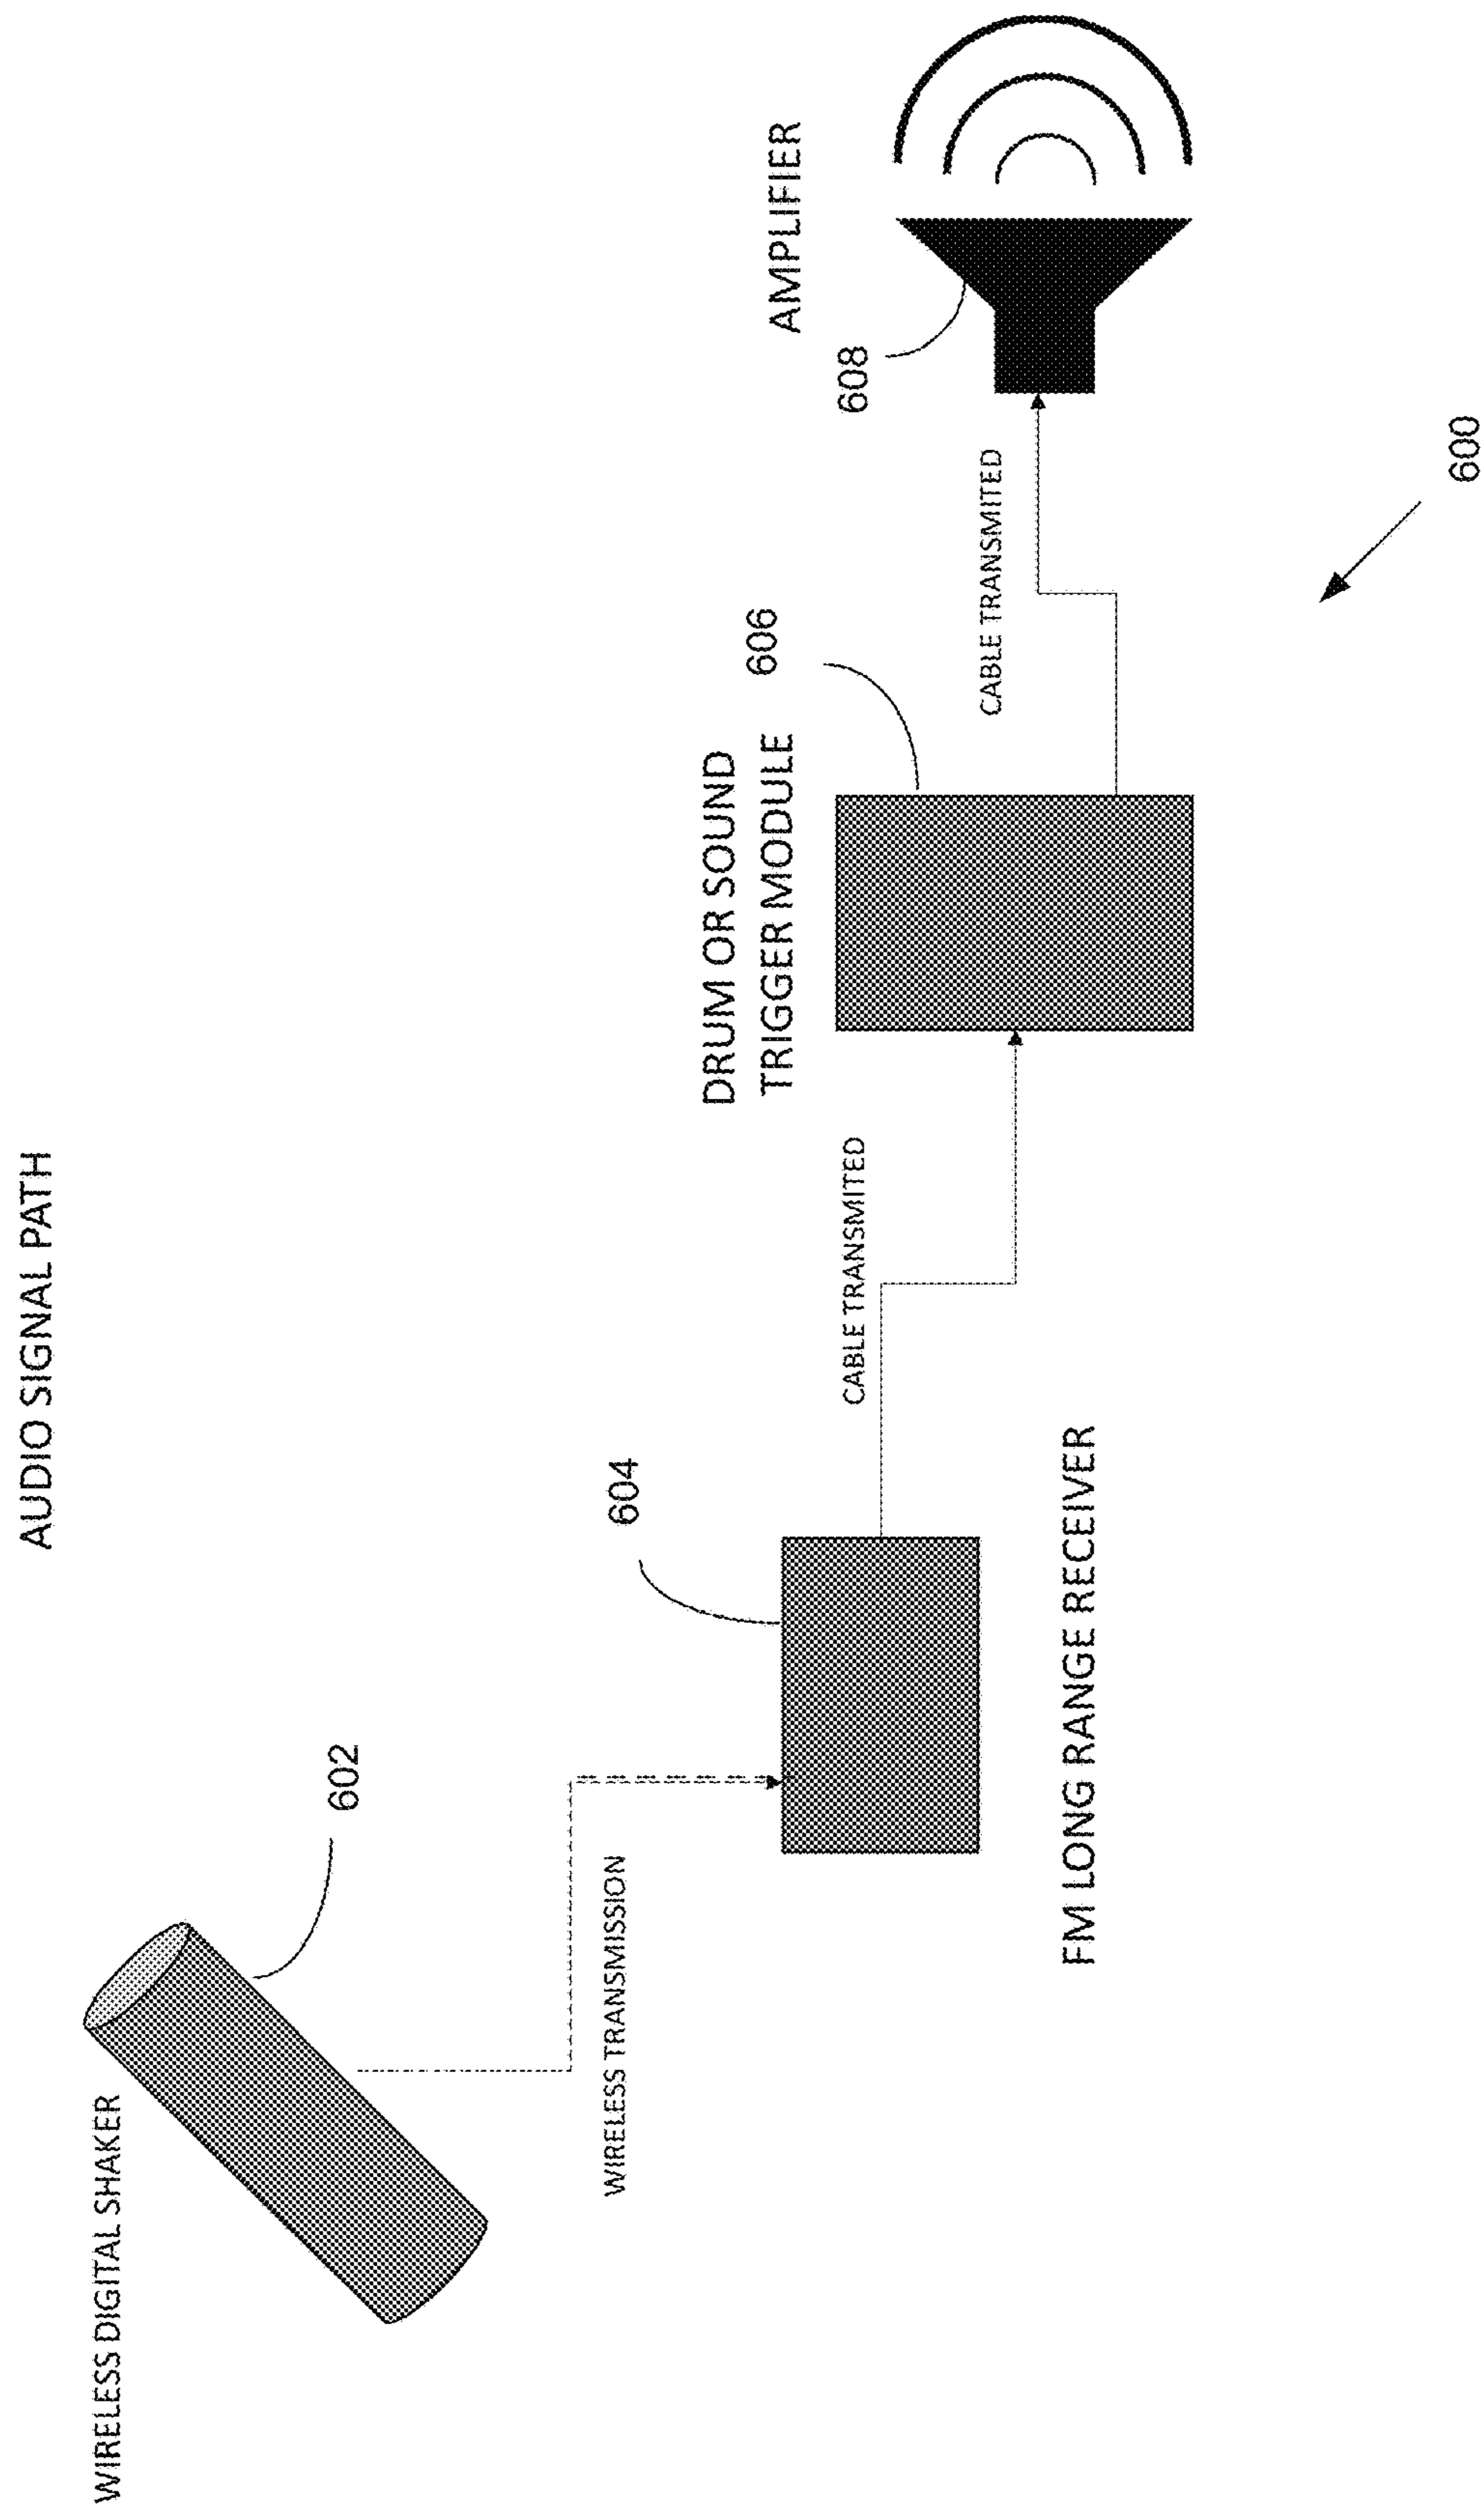 AUDIO SIGNAL PATH
WIRELESS DIGITAL SHAKER
602
WIRELESS TRANSMISSION
604
FM LONG RANGE RECEIVER
CABLE TRANSMITED
DRUM OR SOUND
TRIGGER MODULE
606
CABLE TRANSMITED
AMPLIFIER
608
600